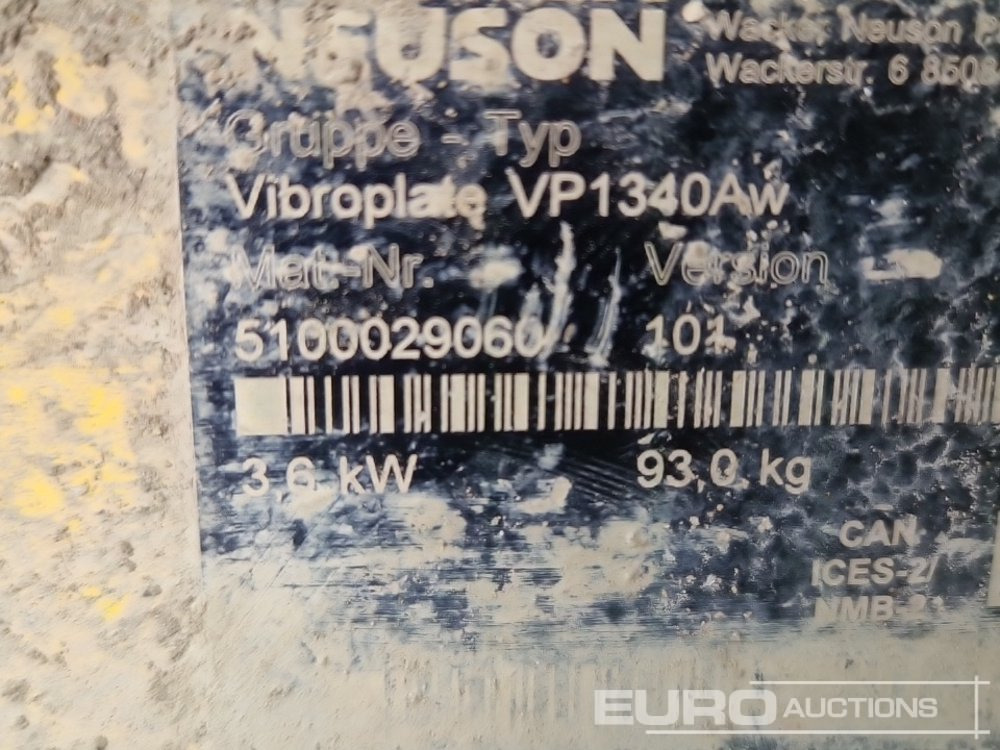 NEUSON
Wacker Neuson
Wackerstr. 6 8508
Gruppe - Typ
Vibroplate VP1340Aw
Mat-Nr. Version
5100029060 101
3,6 kW 93,0 kg
CAN
ICES-2/
NMB-2
EURO AUCTIONS